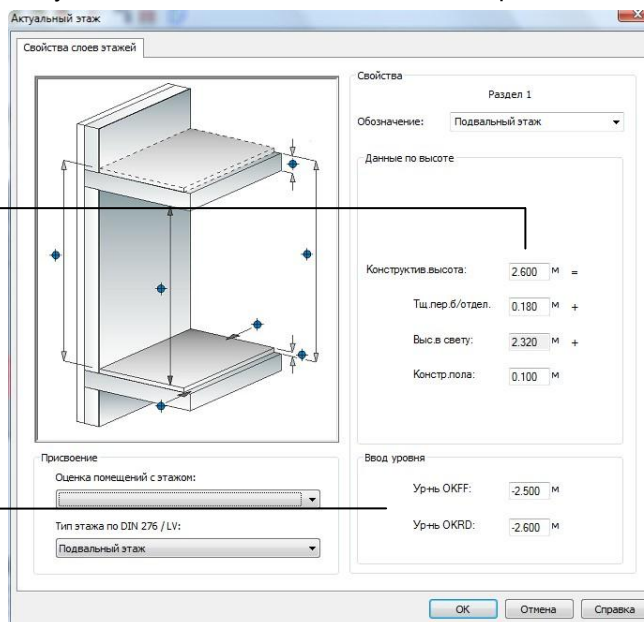 Актуальный этаж
Свойства слоев этажей
Свойства
Раздел 1
Обозначение: Подвальный этаж
Данные по высоте
Конструктив.высота: 2.600 м =
Тщ.пер.б/отдел. 0.180 м +
Выс.в свету: 2.320 м +
Констр.пола: 0.100 м
Присвоение
Оценка помещений с этажом:
Тип этажа по DIN 276 / LV:
Подвальный этаж
Ввод уровня
Ур-нь OKFF: -2.500 м
Ур-нь OKRD: -2.600 м
OK Отмена Справка